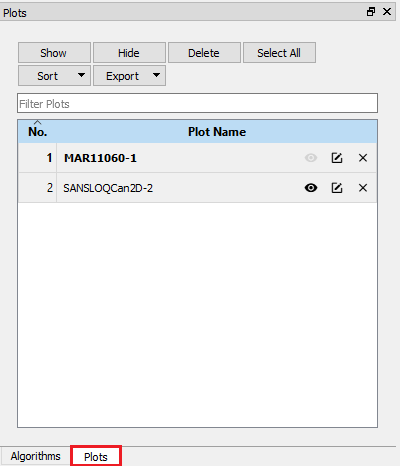 Plots
Show Hide Delete Select All
Sort Export
Filter Plots
No. Plot Name
1 MAR11060-1
2 SANSLOQCan2D-2
Algorithms Plots